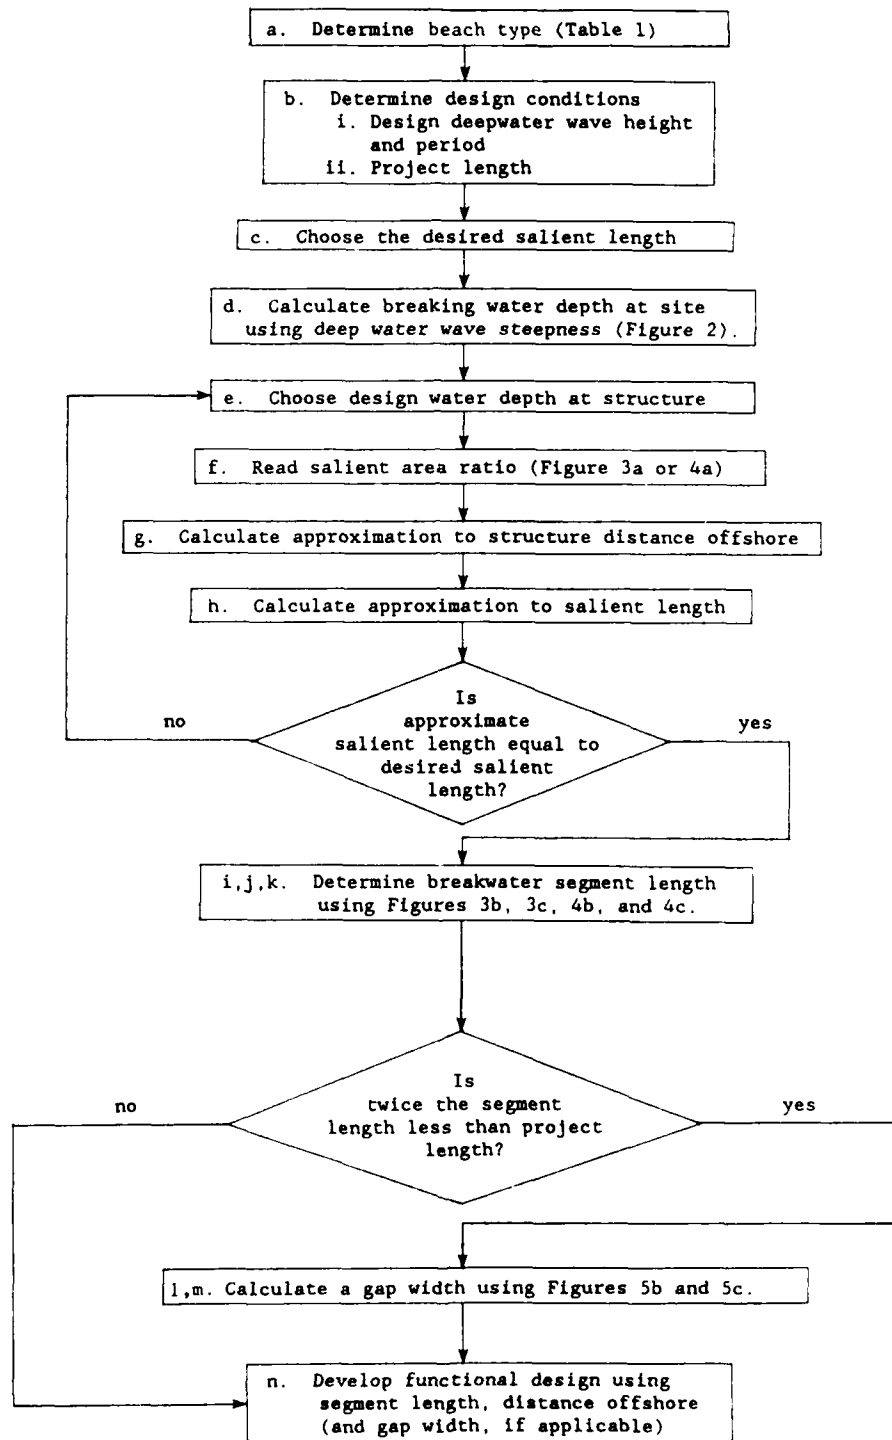 a. Determine beach type (Table 1)
b. Determine design conditions
i. Design deepwater wave height
and period
ii. Project length
c. Choose the desired salient length
d. Calculate breaking water depth at site
using deep water wave steepness (Figure 2).
e. Choose design water depth at structure
f. Read salient area ratio (Figure 3a or 4a)
g. Calculate approximation to structure distance offshore
h. Calculate approximation to salient length
Is
approximate
salient length equal to
desired salient
length?
no
yes
i,j,k. Determine breakwater segment length
using Figures 3b, 3c, 4b, and 4c.
Is
twice the segment
length less than project
length?
no
yes
l,m. Calculate a gap width using Figures 5b and 5c.
n. Develop functional design using
segment length, distance offshore
(and gap width, if applicable)